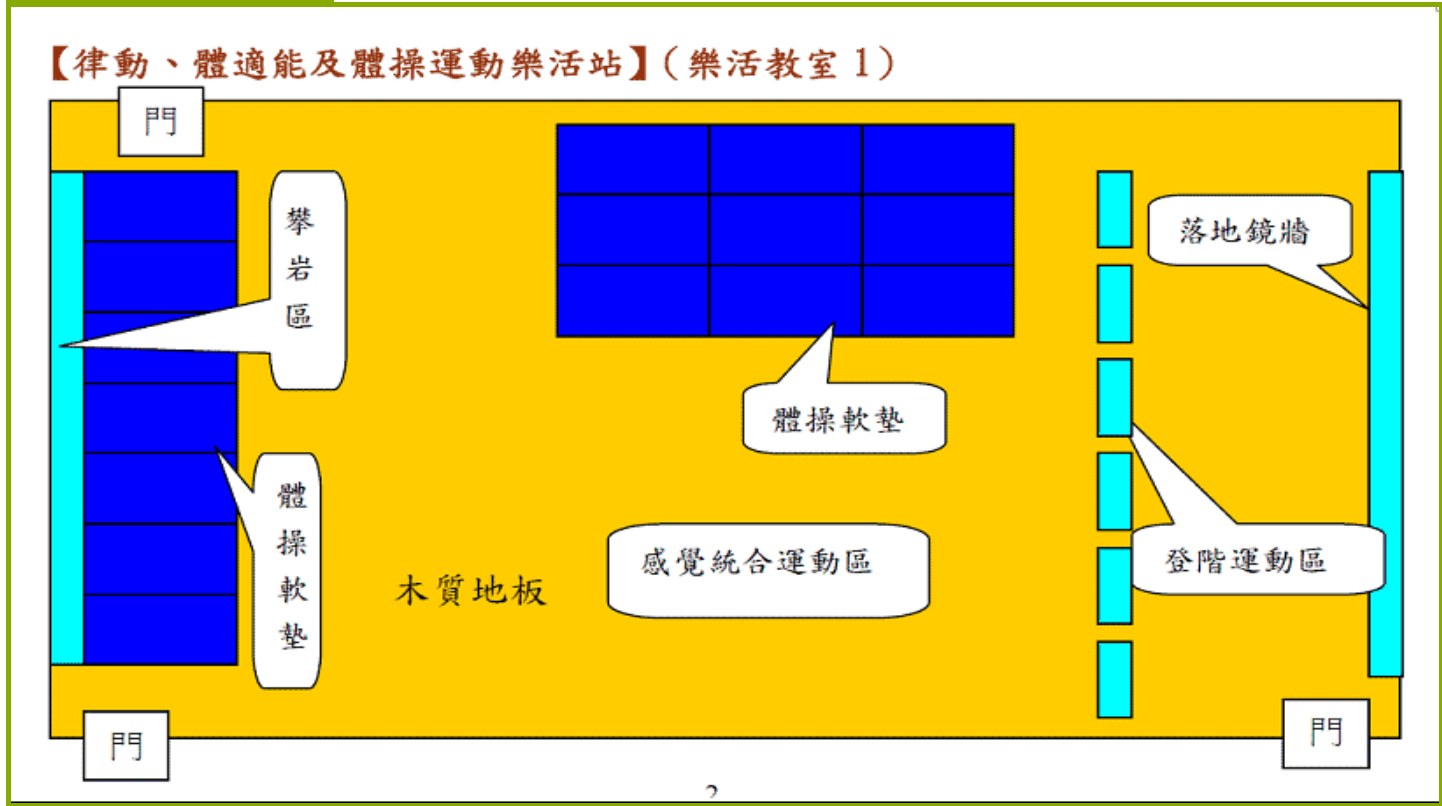 【律動、體適能及體操運動樂活站】(樂活教室1)
門
攀岩區
落地鏡牆
體操軟墊
體操軟墊
感覺統合運動區
登階運動區
木質地板
門
門
2